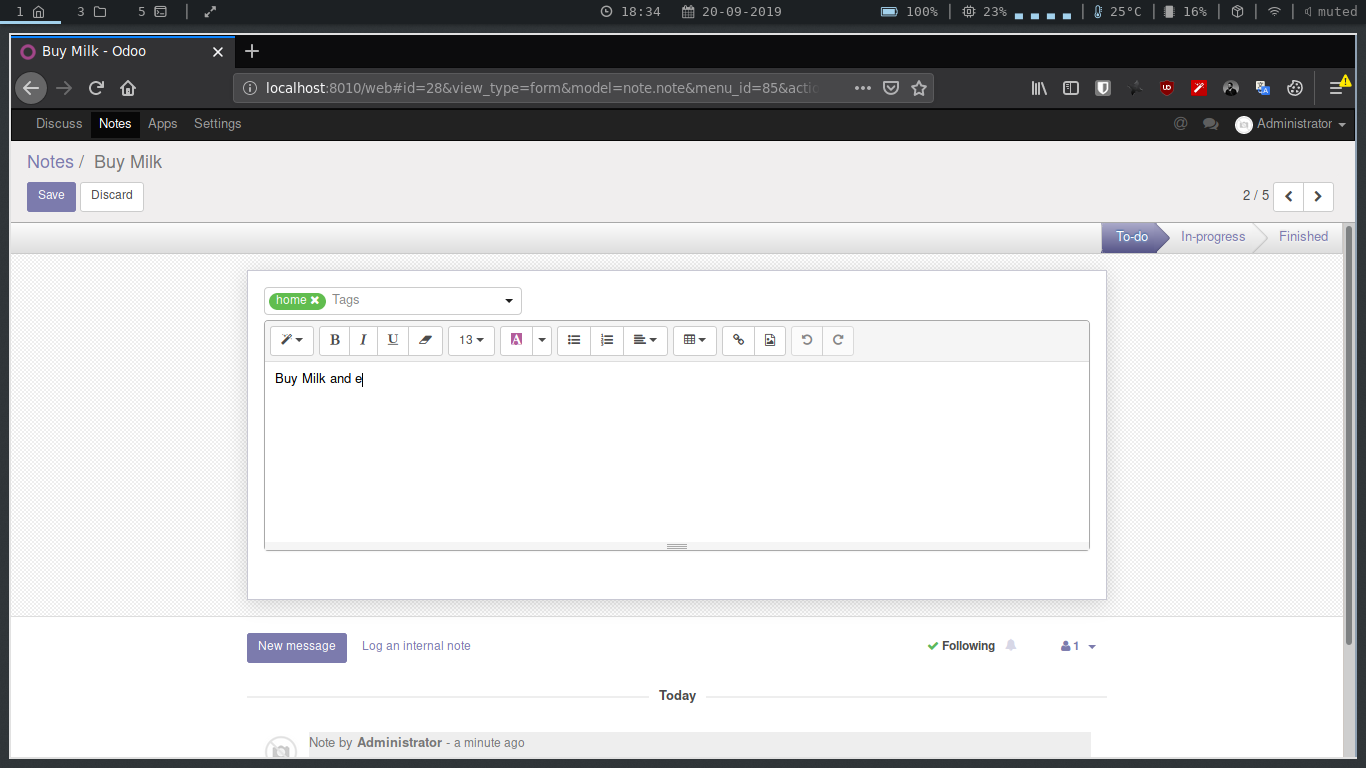 1 3 5 18:34 20-09-2019 100% 23% 25°C 16% muted
Buy Milk - Odoo
localhost:8010/web#id=28&view_type=form&model=note.note&menu_id=85&acti
Discuss Notes Apps Settings @ Administrator
Notes / Buy Milk
Save Discard 2 / 5
To-do In-progress Finished
home Tags
B I U 13 A
Buy Milk and e
New message Log an internal note Following 1
Today
Note by Administrator - a minute ago